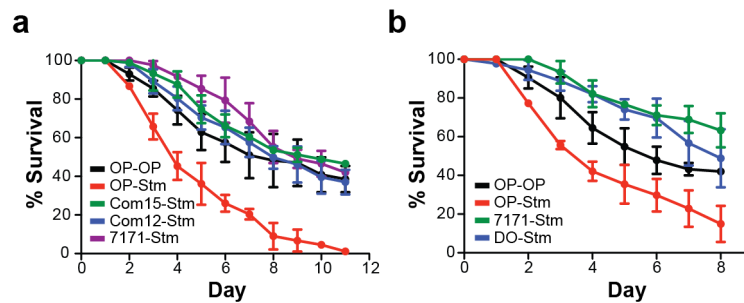 a
% Survival
100
80
60
40
20
0
OP-OP
OP-Stm
Com15-Stm
Com12-Stm
7171-Stm
0 2 4 6 8 10 12
Day
b
% Survival
100
80
60
40
20
0
OP-OP
OP-Stm
7171-Stm
DO-Stm
0 2 4 6 8
Day